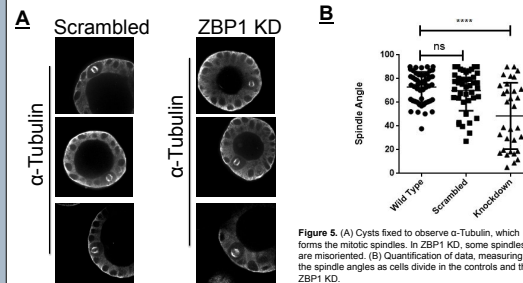 A
Scrambled
ZBP1 KD
α-Tubulin
α-Tubulin
B
****
ns
Spindle Angle
100
80
60
40
20
0
Wild Type
Scrambled
Knockdown
Figure 5. (A) Cysts fixed to observe α-Tubulin, which
forms the mitotic spindles. In ZBP1 KD, some spindles
are misoriented. (B) Quantification of data, measuring
the spindle angles as cells divide in the controls and th
ZBP1 KD.